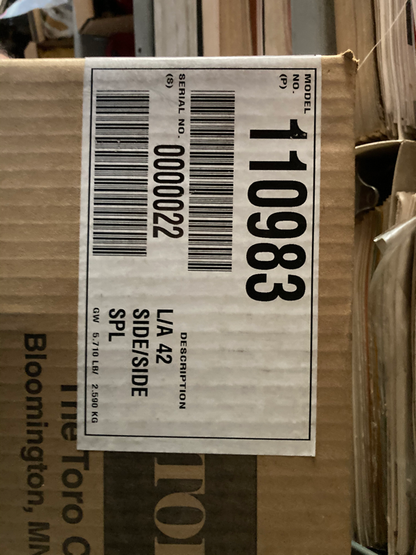 MODEL
NO.
(P)
110983
SERIAL NO.
(S)
0000022
DESCRIPTION
L/A 42
SIDE/SIDE
SPL
GW 5.710 LB/ 2.590 KG
TO
The Toro C
Bloomington, MN